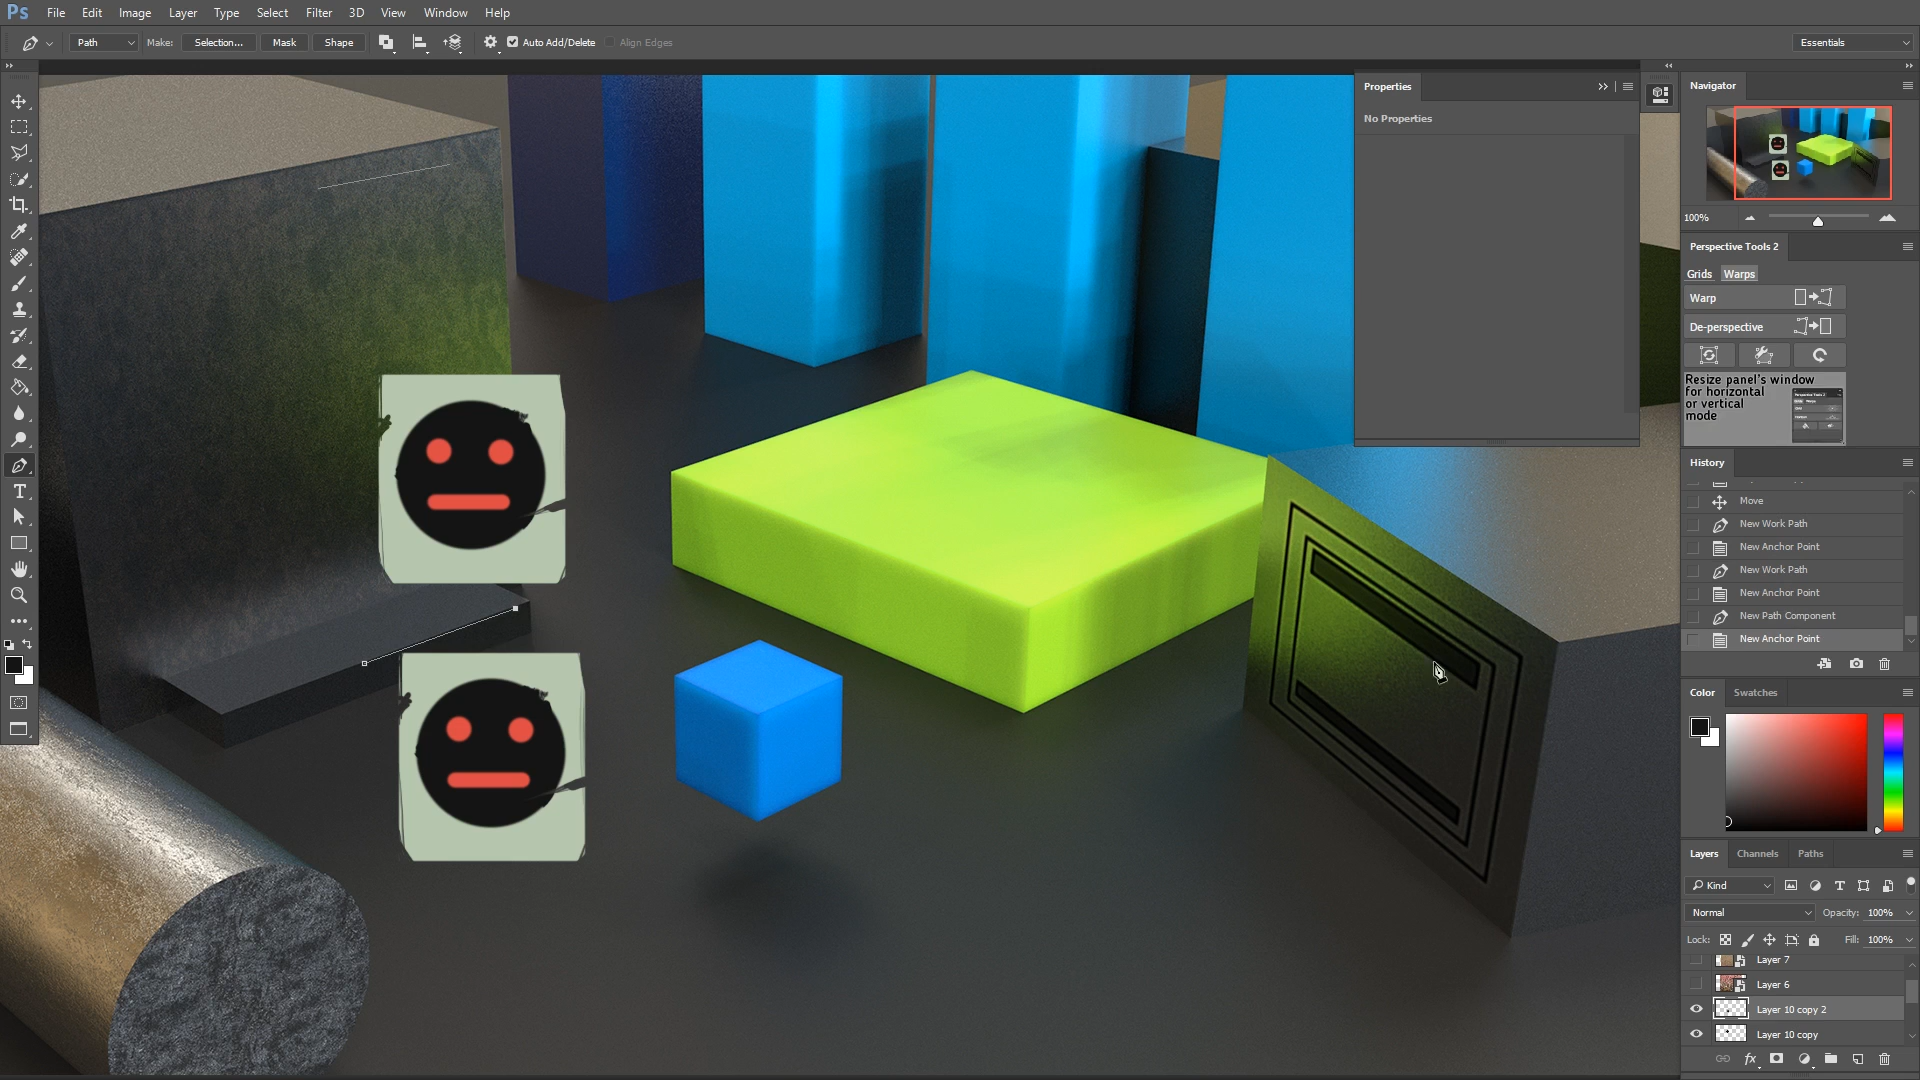 Ps File Edit Image Layer Type Select Filter 3D View Window Help
Path Make: Selection... Mask Shape Auto Add/Delete Align Edges Essentials
Properties
No Properties
Navigator
100%
Perspective Tools 2
Grids Warps
Warp
De-perspective
Resize panel's window
for horizontal
or vertical
mode
History
Move
New Work Path
New Anchor Point
New Work Path
New Anchor Point
New Path Component
New Anchor Point
Color Swatches
Layers Channels Paths
Kind
Normal Opacity: 100%
Lock: Fill: 100%
Layer 7
Layer 6
Layer 10 copy 2
Layer 10 copy
fx